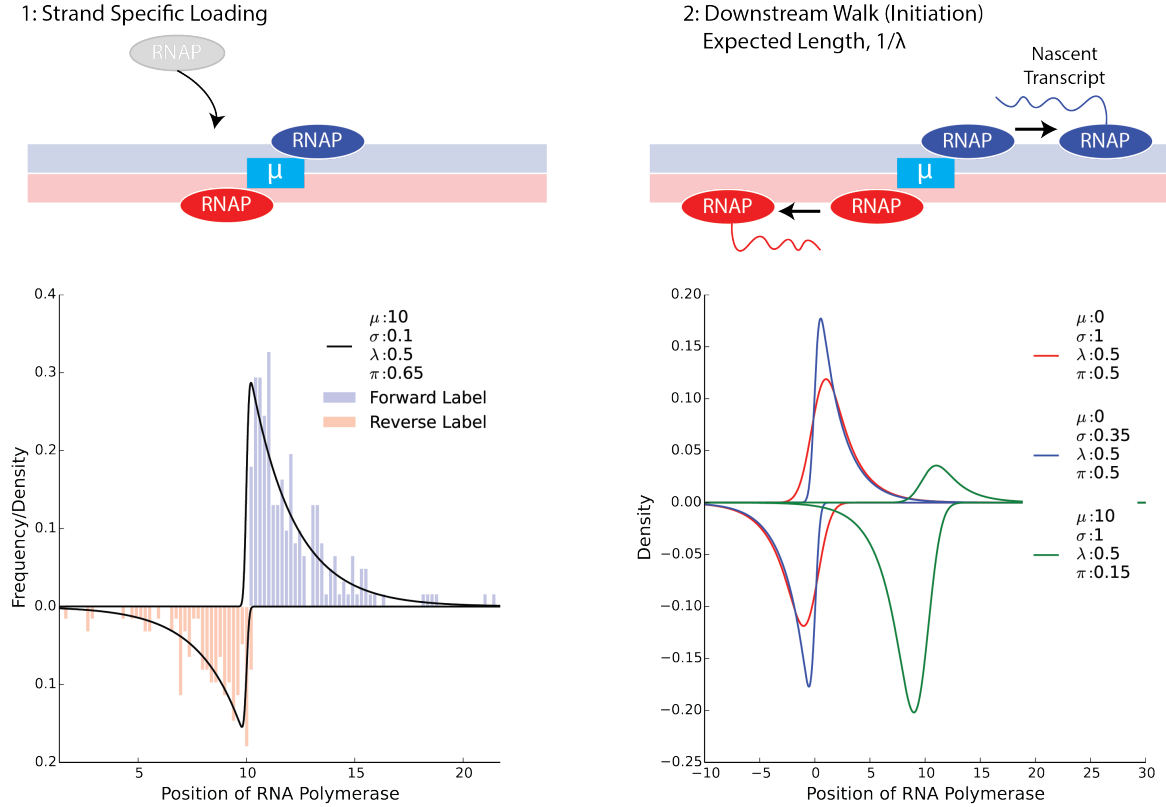 1: Strand Specific Loading
RNAP
RNAP
μ
RNAP
2: Downstream Walk (Initiation)
Expected Length, 1/λ
Nascent
Transcript
RNAP
RNAP
μ
RNAP
RNAP
0.4
0.3
0.2
0.1
0.0
0.1
0.2
Frequency/Density
5
10
15
20
Position of RNA Polymerase
μ:10
σ:0.1
λ:0.5
π:0.65
Forward Label
Reverse Label
0.20
0.15
0.10
0.05
0.00
−0.05
−0.10
−0.15
−0.20
−0.25
Density
−10
−5
0
5
10
15
20
25
30
Position of RNA Polymerase
μ:0
σ:1
λ:0.5
π:0.5
μ:0
σ:0.35
λ:0.5
π:0.5
μ:10
σ:1
λ:0.5
π:0.15